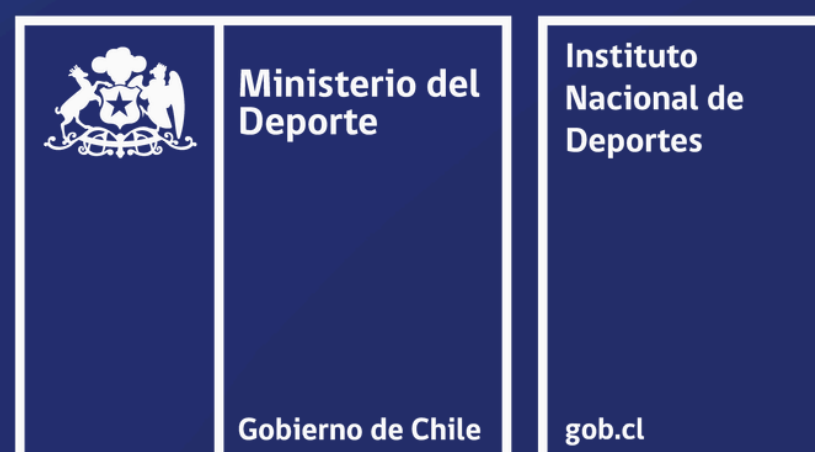 Ministerio del
Deporte
Gobierno de Chile
Instituto
Nacional de
Deportes
gob.cl